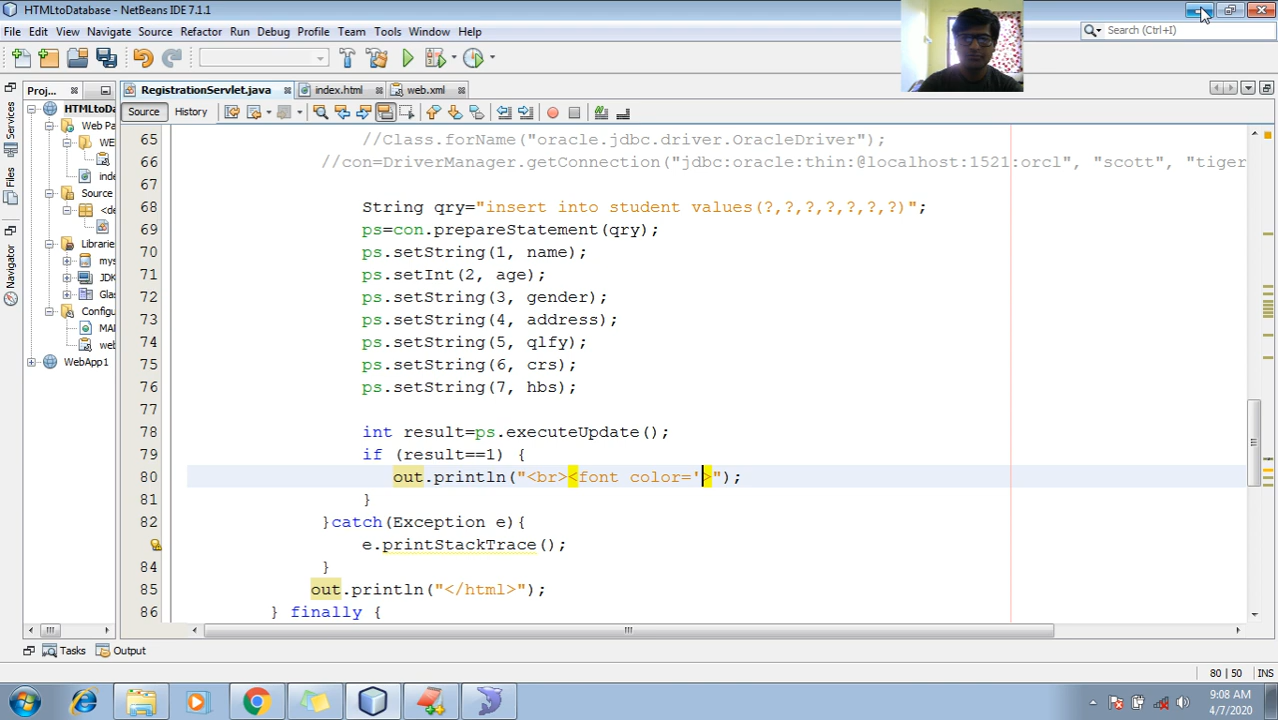 HTMLtoDatabase - NetBeans IDE 7.1.1
File Edit View Navigate Source Refactor Run Debug Profile Team Tools Window Help
Search (Ctrl+I)
Proj...
RegistrationServlet.java
index.html
web.xml
Source
History
Services
Files
Navigator
HTMLtoDa
Web Pa
WE
inde
Source
<de
Librarie
mys
JDK
Glas
Configu
MAI
web
WebApp1
65 //Class.forName("oracle.jdbc.driver.OracleDriver");
66 //con=DriverManager.getConnection("jdbc:oracle:thin:@localhost:1521:orcl", "scott", "tiger
67
68 String qry="insert into student values(?,?,?,?,?,?,?)";
69 ps=con.prepareStatement(qry);
70 ps.setString(1, name);
71 ps.setInt(2, age);
72 ps.setString(3, gender);
73 ps.setString(4, address);
74 ps.setString(5, qlfy);
75 ps.setString(6, crs);
76 ps.setString(7, hbs);
77
78 int result=ps.executeUpdate();
79 if (result==1) {
80 out.println("<br><font color='>");
81 }
82 }catch(Exception e){
e.printStackTrace();
84 }
85 out.println("</html>");
86 } finally {
Tasks
Output
80 | 50
INS
9:08 AM
4/7/2020